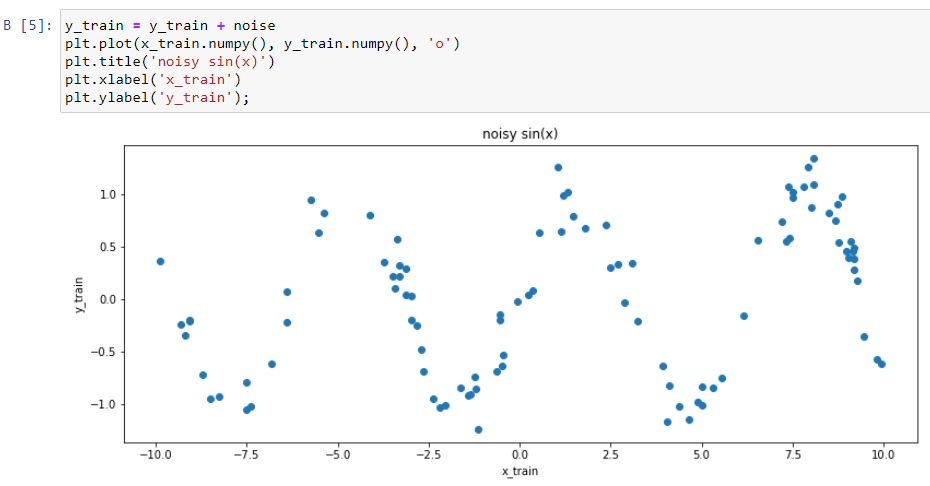 B [5]: y_train = y_train + noise
plt.plot(x_train.numpy(), y_train.numpy(), 'o')
plt.title('noisy sin(x)')
plt.xlabel('x_train')
plt.ylabel('y_train');
noisy sin(x)
1.0
0.5
0.0
−0.5
−1.0
y_train
−10.0 −7.5 −5.0 −2.5 0.0 2.5 5.0 7.5 10.0
x_train